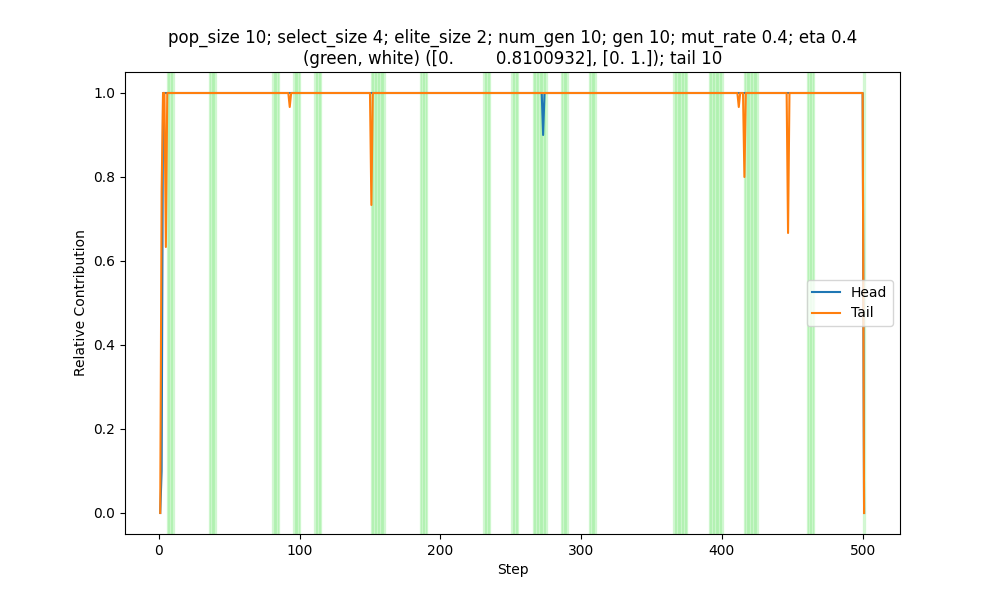 pop_size 10; select_size 4; elite_size 2; num_gen 10; gen 10; mut_rate 0.4; eta 0.4
(green, white) ([0. 0.8100932], [0. 1.]); tail 10
1.0
0.8
0.6
0.4
0.2
0.0
Relative Contribution
Head
Tail
0 100 200 300 400 500
Step